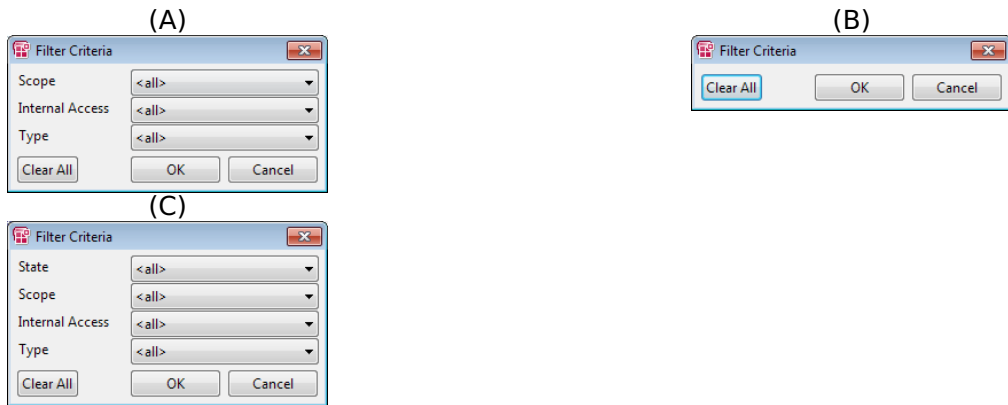 (A)
Filter Criteria
Scope <all>
Internal Access <all>
Type <all>
Clear All OK Cancel
(B)
Filter Criteria
Clear All OK Cancel
(C)
Filter Criteria
State <all>
Scope <all>
Internal Access <all>
Type <all>
Clear All OK Cancel